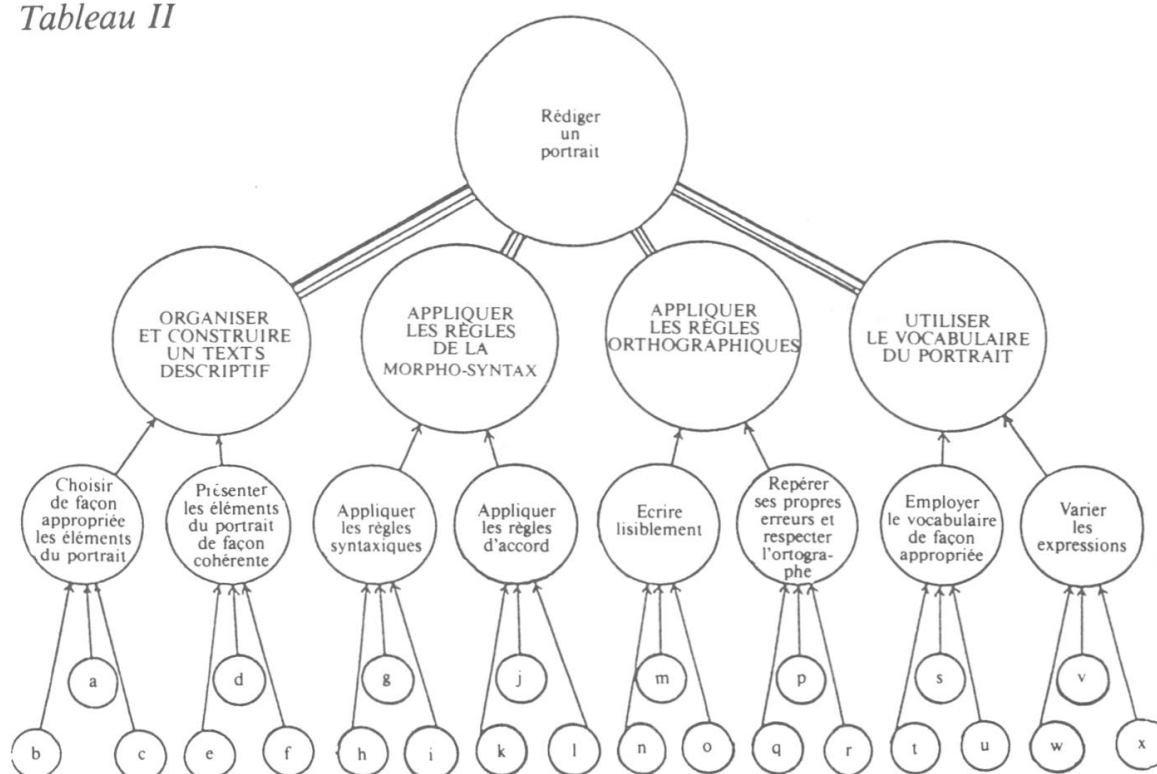 Tableau II
Rédiger
un
portrait
ORGANISER
ET CONSTRUIRE
UN TEXTS
DESCRIPTIF
APPLIQUER
LES RÈGLES
DE LA
MORPHO-SYNTAX
APPLIQUER
LES RÈGLES
ORTHOGRAPHIQUES
UTILISER
LE VOCABULAIRE
DU PORTRAIT
Choisir
de façon
appropriée
les éléments
du portrait
Présenter
les éléments
du portrait
de façon
cohérente
Appliquer
les règles
syntaxiques
Appliquer
les règles
d'accord
Ecrire
lisiblement
Repérer
ses propres
erreurs et
respecter
l'ortogra-
phe
Employer
le vocabulaire
de façon
appropriée
Varier
les
expressions
a
d
g
j
m
p
s
v
b
c
e
f
h
i
k
l
n
o
q
r
t
u
w
x